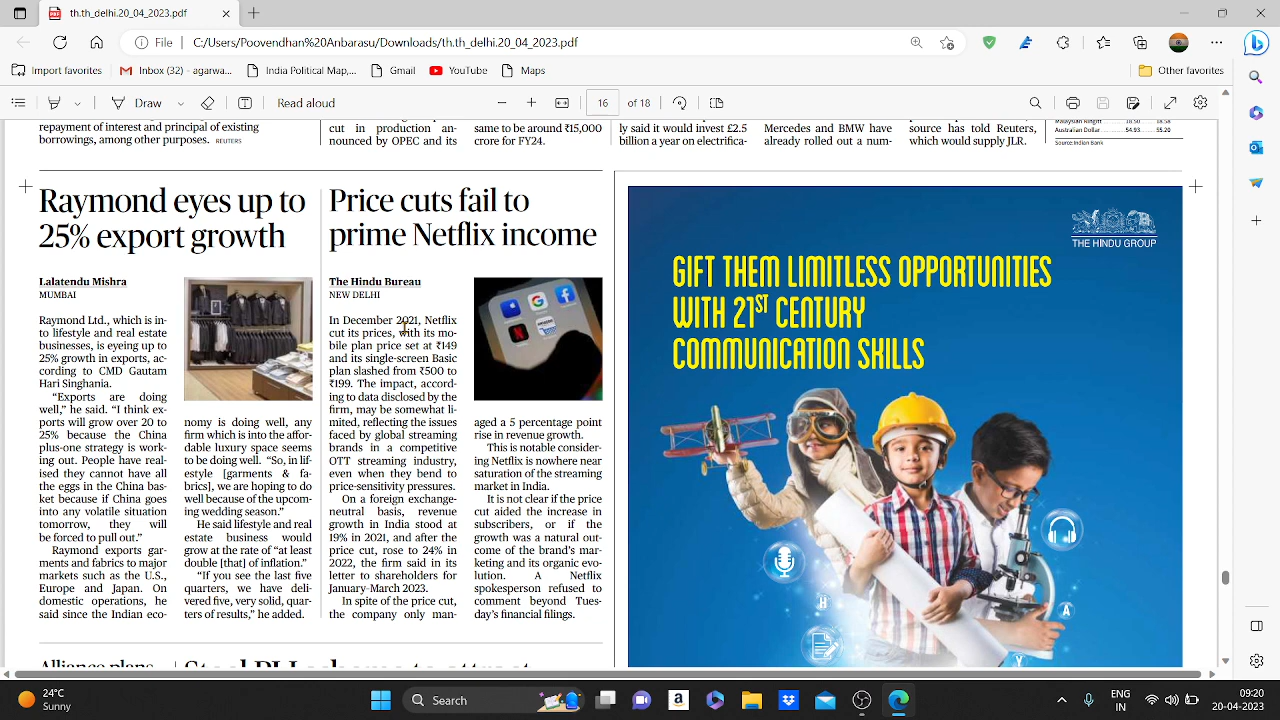 th.th_delhi.20_04_2023.pdf
File
C:/Users/Poovendhan%20Anbarasu/Downloads/th.th_delhi.20_04_2023.pdf
Import favorites
Inbox (32) - agarwa...
India Political Map,...
Gmail
YouTube
Maps
Other favorites
Draw
Read aloud
16
of 18
repayment of interest and principal of existing
borrowings, among other purposes. REUTERS
cut in production an-
nounced by OPEC and its
same to be around ₹15,000
crore for FY24.
ly said it would invest £2.5
billion a year on electrifica-
Mercedes and BMW have
already rolled out a num-
source has told Reuters,
which would supply JLR.
Malaysian Ringitt 18.50 18.58
Australian Dollar 54.93 55.20
Source:Indian Bank
Raymond eyes up to
25% export growth
Lalatendu Mishra
MUMBAI
Raymond Ltd., which is in-
to lifestyle and real estate
businesses, is eyeing up to
25% growth in exports, ac-
cording to CMD Gautam
Hari Singhania.
“Exports are doing
well,” he said. “I think ex-
ports will grow over 20 to
25% because the China
plus-one strategy is work-
ing out. People have real-
ised they cannot have all
the eggs in the China bas-
ket because if China goes
into any volatile situation
tomorrow, they will
be forced to pull out.”
Raymond exports gar-
ments and fabrics to major
markets such as the U.S.,
Europe and Japan. On
domestic operations, he
said since the Indian eco-
nomy is doing well, any
firm which is into the affor-
dable luxury space seems
to be doing well. “So, in lif-
estyle [garments & fa-
brics], we are hoping to do
well because of the upcom-
ing wedding season.”
He said lifestyle and real
estate business would
grow at the rate of “at least
double [that] of inflation.”
“If you see the last five
quarters, we have deli-
vered five, very solid, quar-
ters of results,” he added.
Price cuts fail to
prime Netflix income
The Hindu Bureau
NEW DELHI
In December 2021, Netflix
cut its prices, with its mo-
bile plan price set at ₹149
and its single-screen Basic
plan slashed from ₹500 to
₹199. The impact, accord-
ing to data disclosed by the
firm, may be somewhat li-
mited, reflecting the issues
faced by global streaming
brands in a competitive
OTT streaming industry,
even when they bend to
price-sensitivity pressures.
On a foreign exchange-
neutral basis, revenue
growth in India stood at
19% in 2021, and after the
price cut, rose to 24% in
2022, the firm said in its
letter to shareholders for
January-March 2023.
In spite of the price cut,
the company only man-
aged a 5 percentage point
rise in revenue growth.
This is notable consider-
ing Netflix is nowhere near
saturation of the streaming
market in India.
It is not clear if the price
cut aided the increase in
subscribers, or if the
growth was a natural out-
come of the brand’s mar-
keting and its organic evo-
lution. A Netflix
spokesperson refused to
comment beyond Tues-
day’s financial filings.
THE HINDU GROUP
GIFT THEM LIMITLESS OPPORTUNITIES
WITH 21ST CENTURY
COMMUNICATION SKILLS
H
A
Y
24°C
Sunny
Search
ENG
IN
09:20
20-04-2023